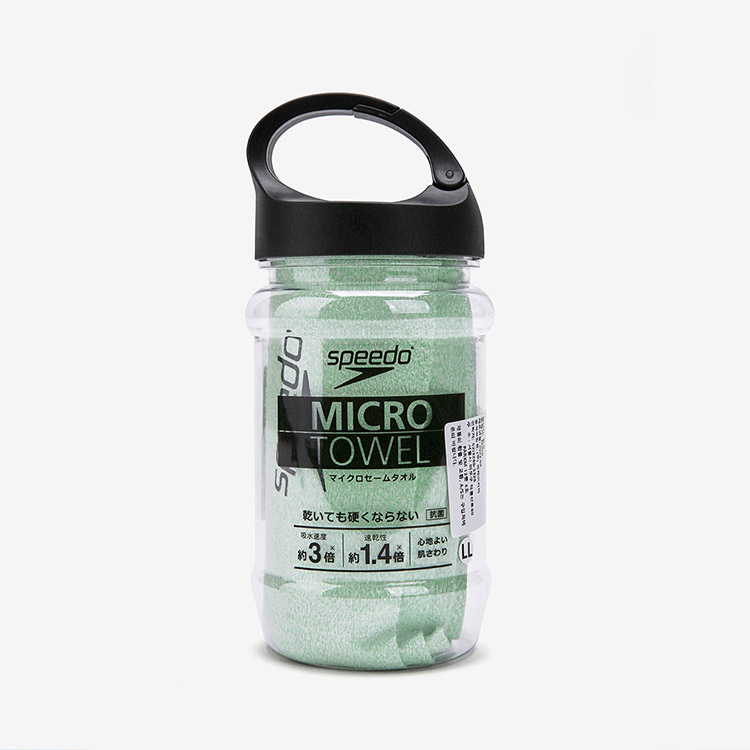 speedo
speedo
MICRO
TOWEL
マイクロセームタオル
乾いても硬くならない 抗菌
吸水速度 約3倍※
速乾性 約1.4倍※
心地よい
肌さわり
LL